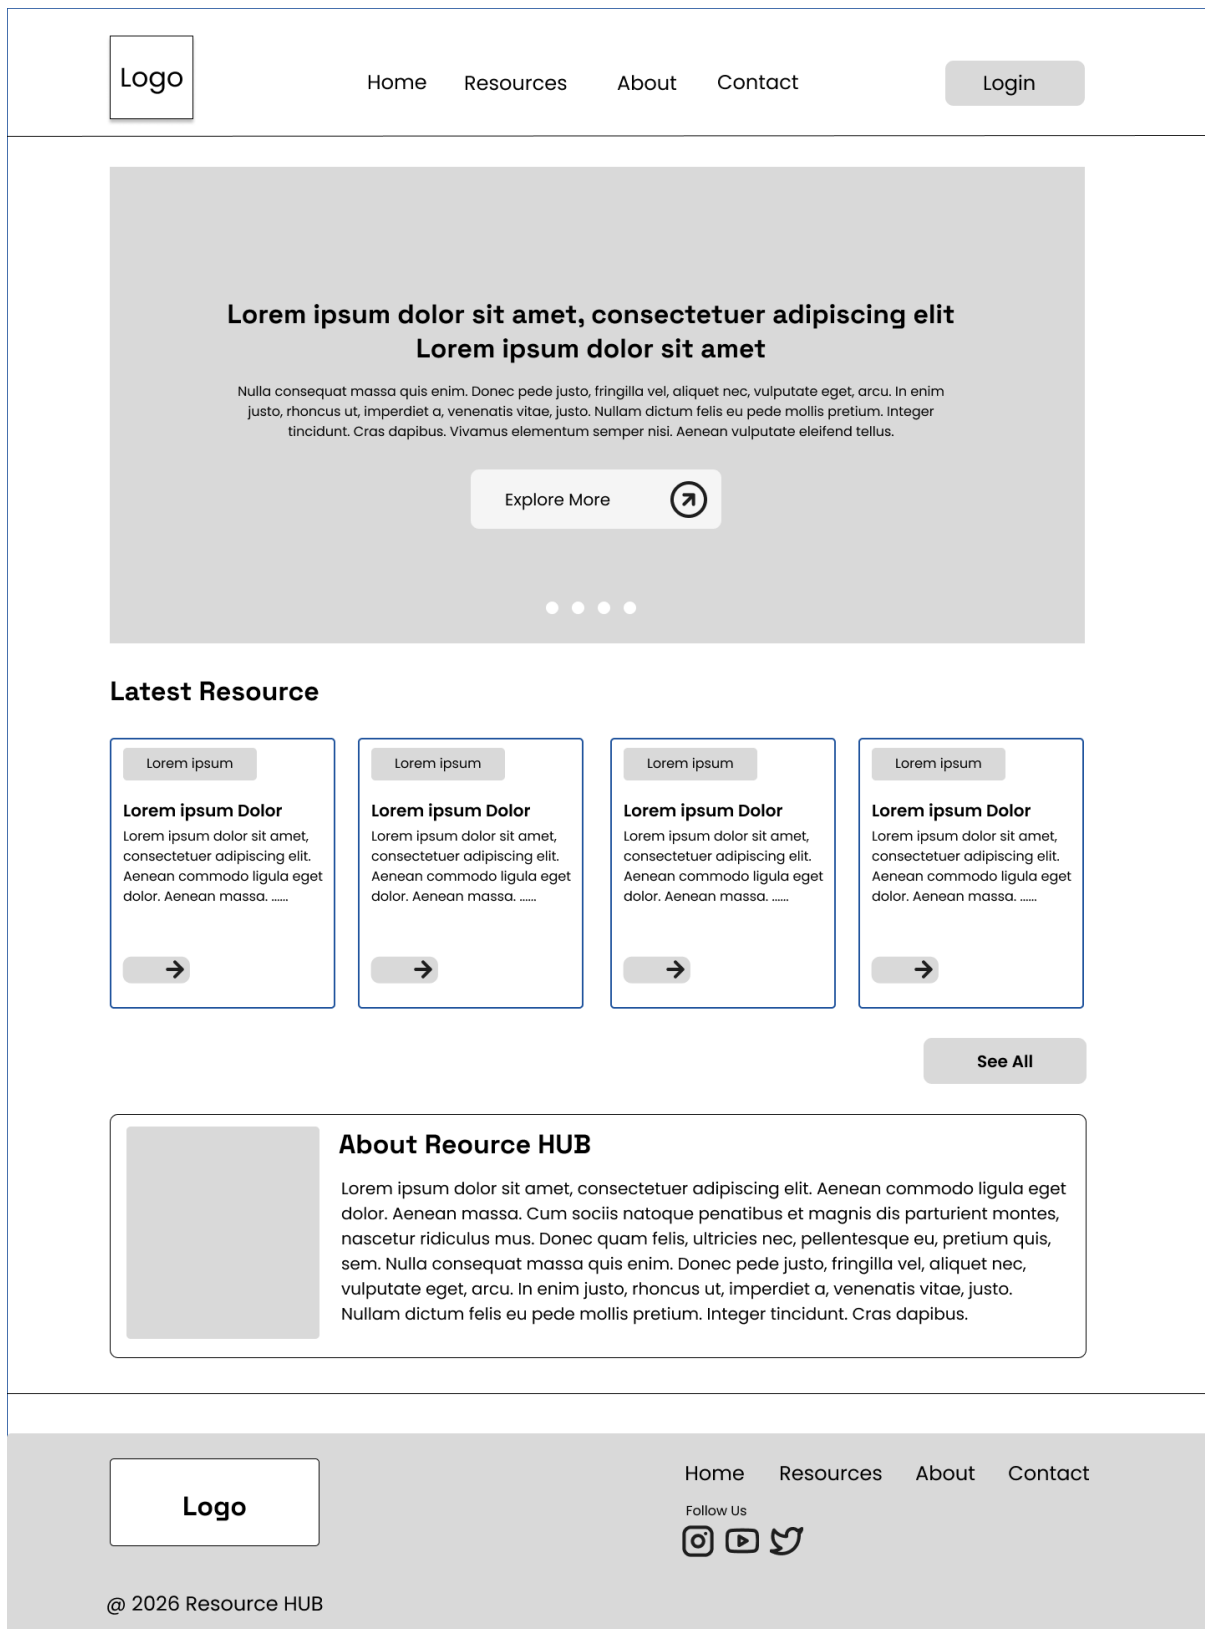 Logo
Home Resources About Contact
Login
Lorem ipsum dolor sit amet, consectetuer adipiscing elit
Lorem ipsum dolor sit amet
Nulla consequat massa quis enim. Donec pede justo, fringilla vel, aliquet nec, vulputate eget, arcu. In enim
justo, rhoncus ut, imperdiet a, venenatis vitae, justo. Nullam dictum felis eu pede mollis pretium. Integer
tincidunt. Cras dapibus. Vivamus elementum semper nisi. Aenean vulputate eleifend tellus.
Explore More
Latest Resource
Lorem ipsum
Lorem ipsum Dolor
Lorem ipsum dolor sit amet,
consectetuer adipiscing elit.
Aenean commodo ligula eget
dolor. Aenean massa. ......
Lorem ipsum
Lorem ipsum Dolor
Lorem ipsum dolor sit amet,
consectetuer adipiscing elit.
Aenean commodo ligula eget
dolor. Aenean massa. ......
Lorem ipsum
Lorem ipsum Dolor
Lorem ipsum dolor sit amet,
consectetuer adipiscing elit.
Aenean commodo ligula eget
dolor. Aenean massa. ......
Lorem ipsum
Lorem ipsum Dolor
Lorem ipsum dolor sit amet,
consectetuer adipiscing elit.
Aenean commodo ligula eget
dolor. Aenean massa. ......
See All
About Reource HUB
Lorem ipsum dolor sit amet, consectetuer adipiscing elit. Aenean commodo ligula eget
dolor. Aenean massa. Cum sociis natoque penatibus et magnis dis parturient montes,
nascetur ridiculus mus. Donec quam felis, ultricies nec, pellentesque eu, pretium quis,
sem. Nulla consequat massa quis enim. Donec pede justo, fringilla vel, aliquet nec,
vulputate eget, arcu. In enim justo, rhoncus ut, imperdiet a, venenatis vitae, justo.
Nullam dictum felis eu pede mollis pretium. Integer tincidunt. Cras dapibus.
Logo
Home Resources About Contact
Follow Us
@ 2026 Resource HUB